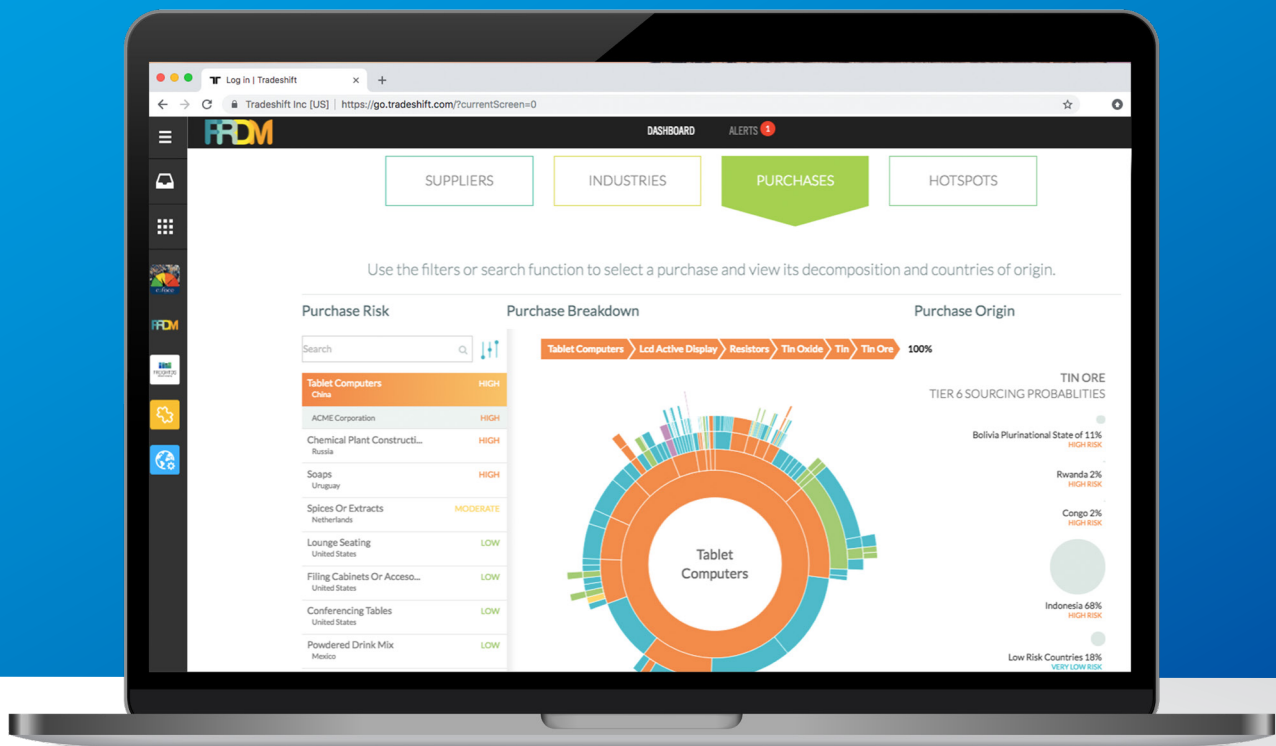 Log in | Tradeshift
Tradeshift Inc [US] | https://go.tradeshift.com/?currentScreen=0
FRDM
DASHBOARD
ALERTS 1
SUPPLIERS
INDUSTRIES
PURCHASES
HOTSPOTS
Use the filters or search function to select a purchase and view its decomposition and countries of origin.
Purchase Risk
Search
Tablet Computers HIGH
China
ACME Corporation HIGH
Chemical Plant Constructi... HIGH
Russia
Soaps HIGH
Uruguay
Spices Or Extracts MODERATE
Netherlands
Lounge Seating LOW
United States
Filing Cabinets Or Acceso... LOW
United States
Conferencing Tables LOW
United States
Powdered Drink Mix LOW
Mexico
Purchase Breakdown
Tablet Computers Lcd Active Display Resistors Tin Oxide Tin Tin Ore 100%
Tablet
Computers
Purchase Origin
TIN ORE
TIER 6 SOURCING PROBABLITIES
Bolivia Plurinational State of 11%
HIGH RISK
Rwanda 2%
HIGH RISK
Congo 2%
HIGH RISK
Indonesia 68%
HIGH RISK
Low Risk Countries 18%
VERY LOW RISK
FRDM